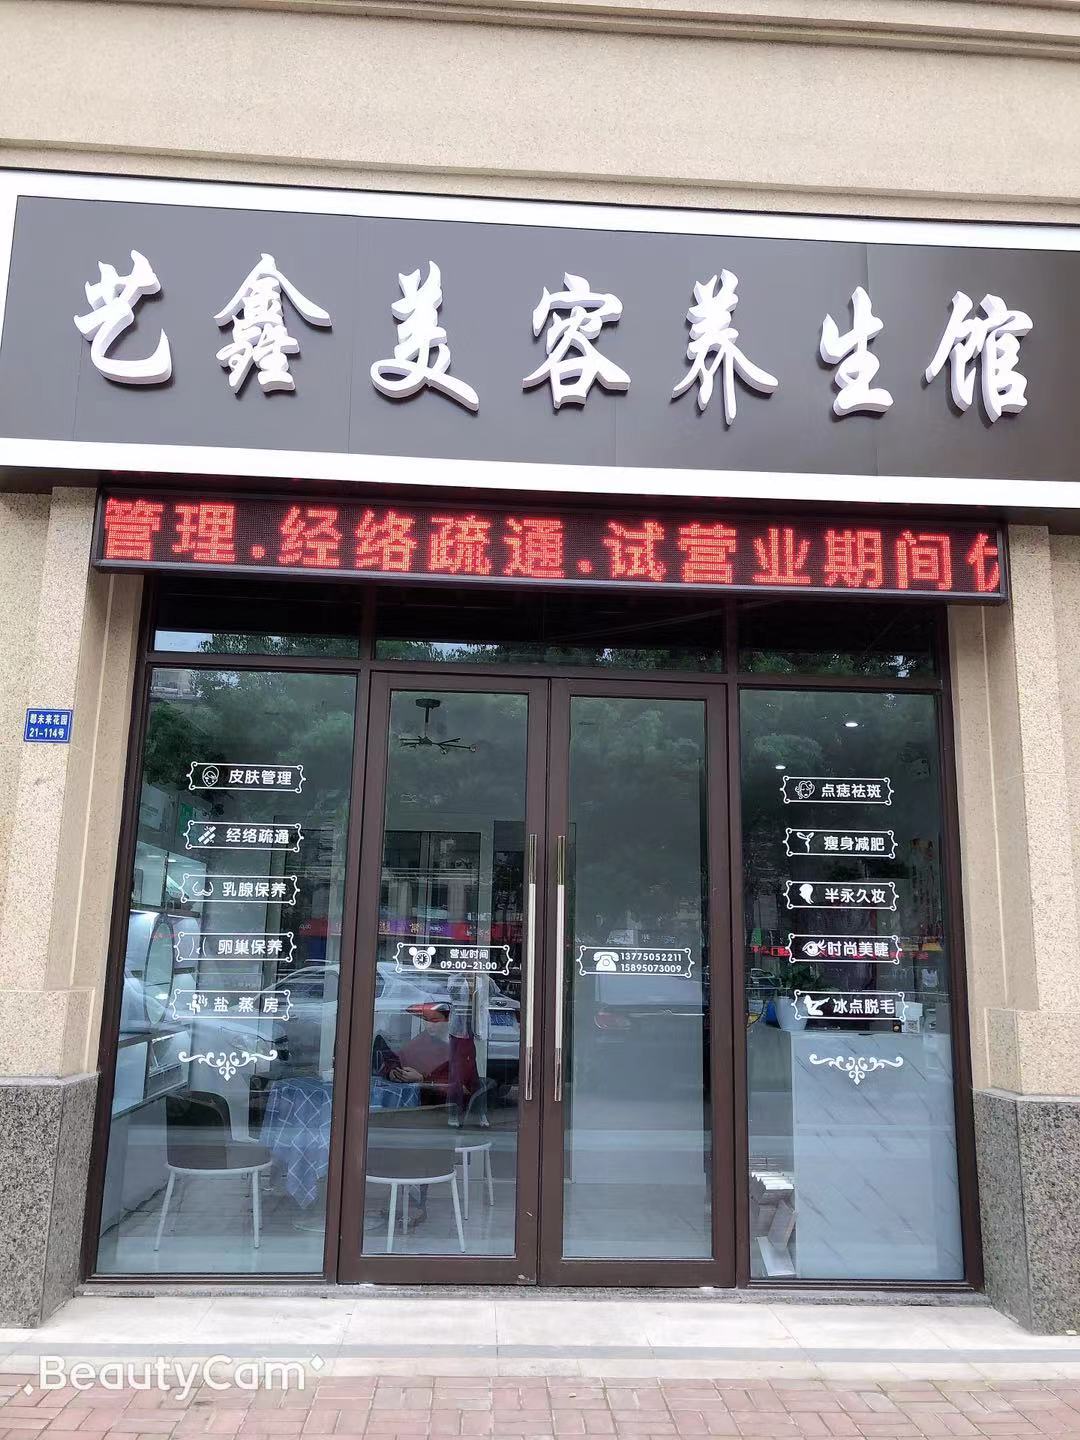 艺鑫美容养生馆
管理.经络疏通.试营业期间
郡未来花园
21-114号
皮肤管理
经络疏通
乳腺保养
卵巢保养
盐蒸房
营业时间
09:00-21:00
13775052211
15895073009
点痣祛斑
瘦身减肥
半永久妆
时尚美睫
冰点脱毛
BeautyCam